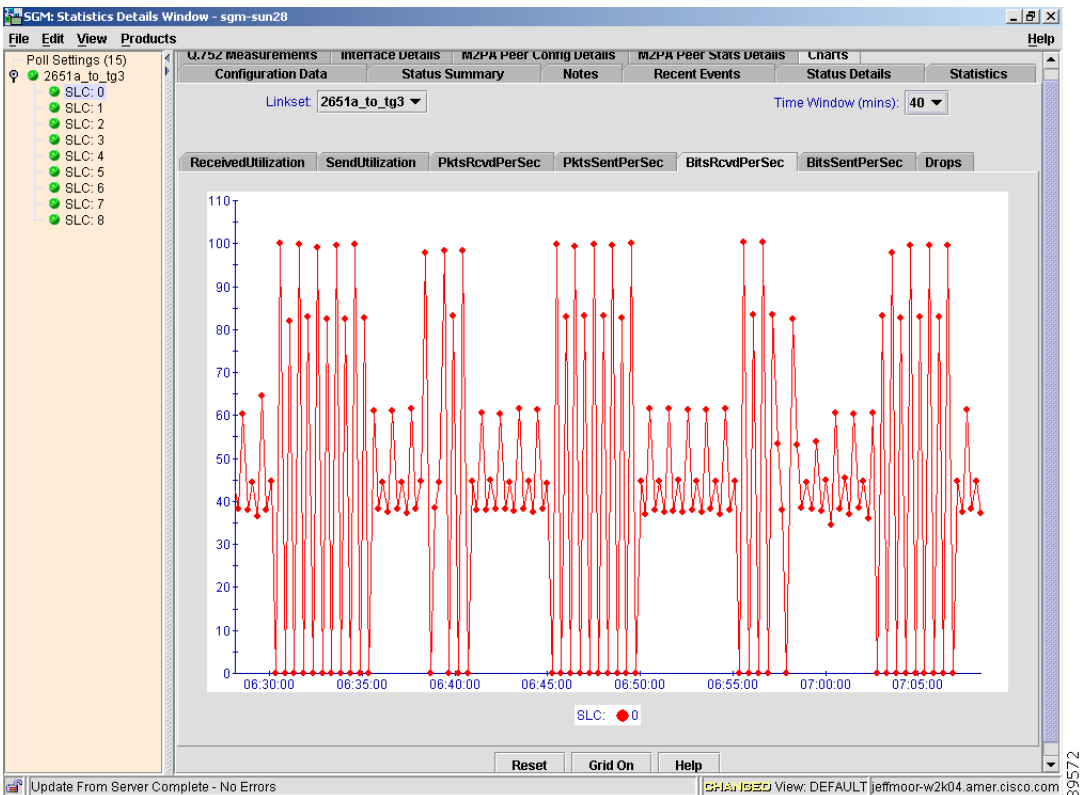 SGM: Statistics Details Window - sgm-sun28
File Edit View Products Help
Poll Settings (15)
2651a_to_tg3
SLC: 0
SLC: 1
SLC: 2
SLC: 3
SLC: 4
SLC: 5
SLC: 6
SLC: 7
SLC: 8
Q.752 Measurements Interface Details M2PA Peer Config Details M2PA Peer Stats Details Charts
Configuration Data Status Summary Notes Recent Events Status Details Statistics
Linkset: 2651a_to_tg3 Time Window (mins): 40
ReceivedUtilization SendUtilization PktsRcvdPerSec PktsSentPerSec BitsRcvdPerSec BitsSentPerSec Drops
110
100
90
80
70
60
50
40
30
20
10
0
06:30:00 06:35:00 06:40:00 06:45:00 06:50:00 06:55:00 07:00:00 07:05:00
SLC: 0
Reset Grid On Help
Update From Server Complete - No Errors CHANGED View: DEFAULT jeffmoor-w2k04.amer.cisco.com